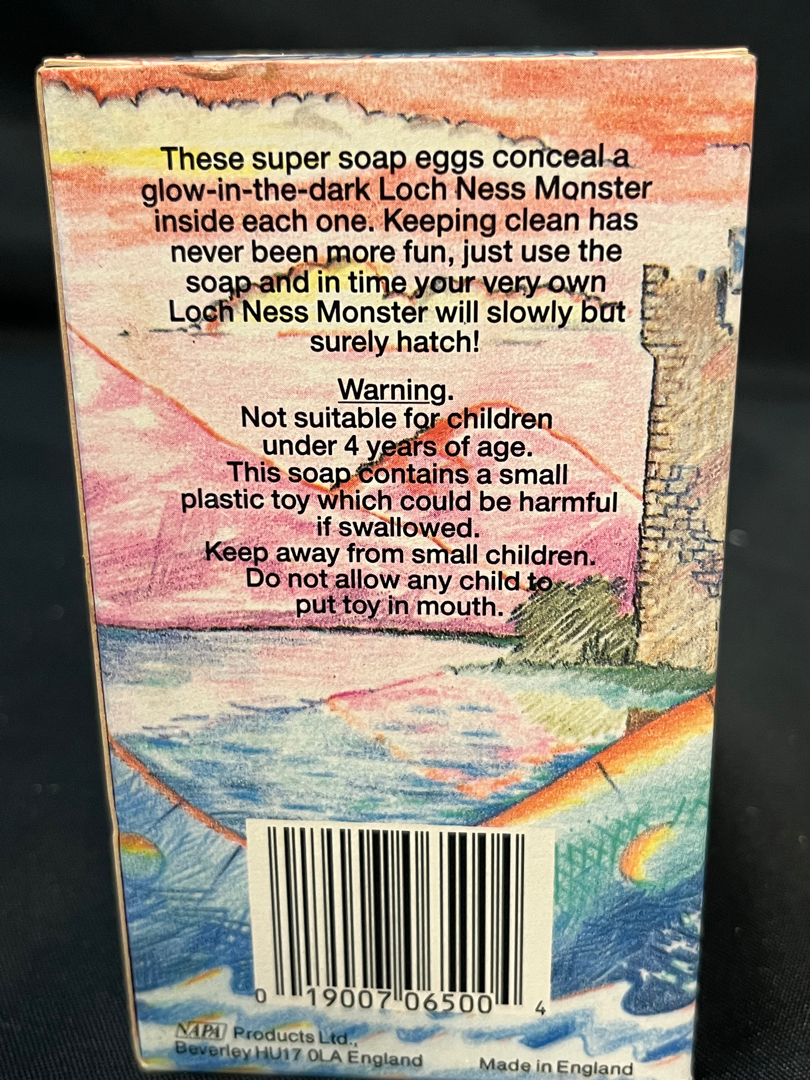 These super soap eggs conceal a
glow-in-the-dark Loch Ness Monster
inside each one. Keeping clean has
never been more fun, just use the
soap and in time your very own
Loch Ness Monster will slowly but
surely hatch!
Warning.
Not suitable for children
under 4 years of age.
This soap contains a small
plastic toy which could be harmful
if swallowed.
Keep away from small children.
Do not allow any child to
put toy in mouth.
0 19007 06500 4
NAPA Products Ltd.,
Beverley HU17 0LA England
Made in England